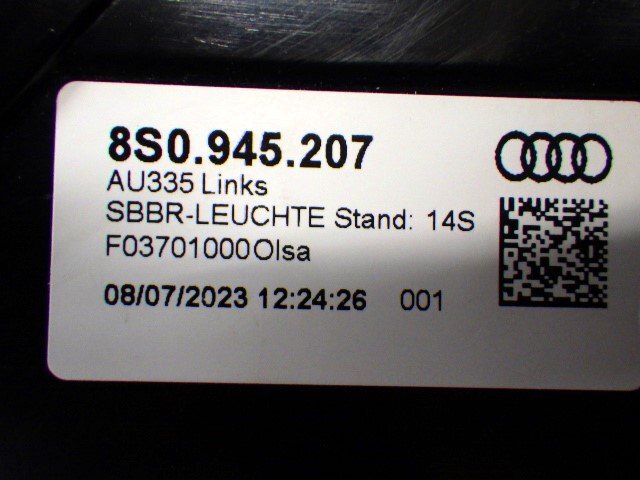 8S0.945.207
AU335 Links
SBBR-LEUCHTE Stand: 14S
F03701000Olsa
08/07/2023 12:24:26 001